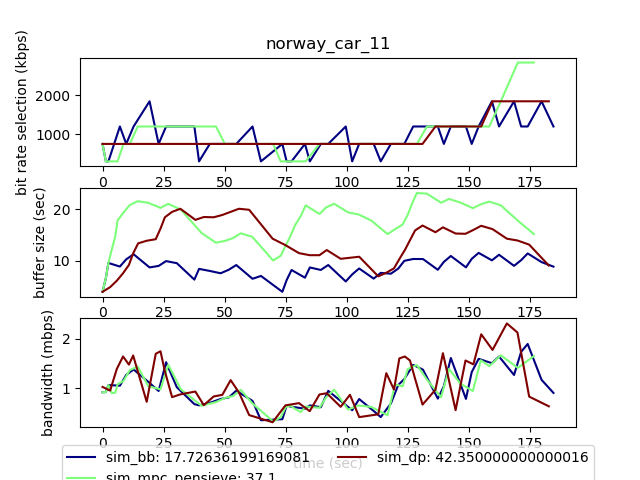 norway_car_11
bit rate selection (kbps)
2000
1000
0 25 50 75 100 125 150 175
buffer size (sec)
20
10
0 25 50 75 100 125 150 175
bandwidth (mbps)
2
1
0 25 50 75 100 125 150 175
time (sec)
sim_bb: 17.72636199169081 sim_dp: 42.350000000000016
sim_mpc_pensieve: 37.1